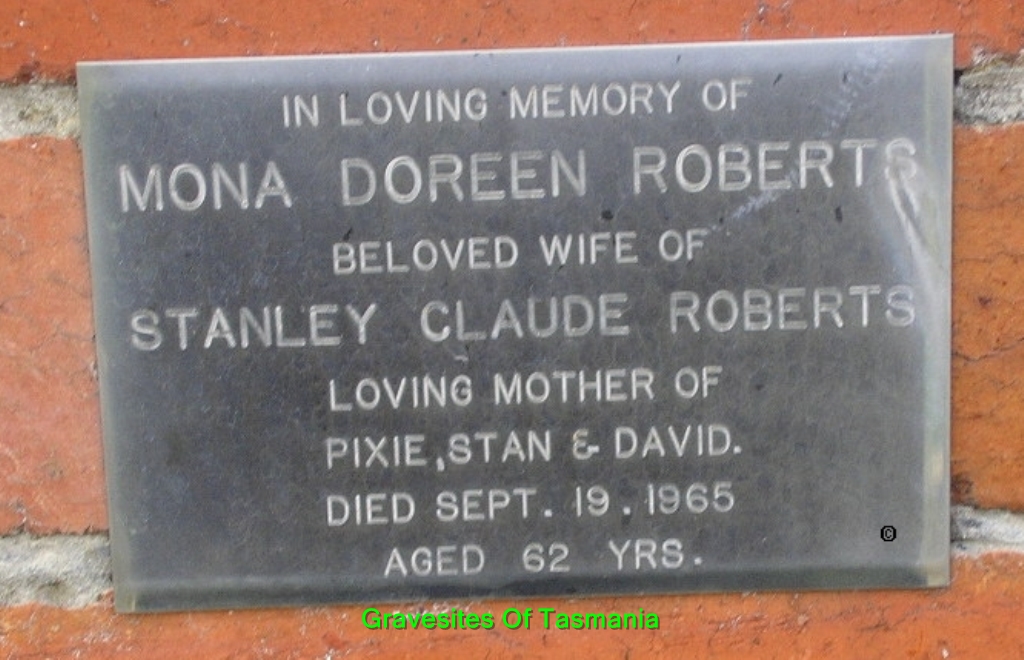 IN LOVING MEMORY OF
MONA DOREEN ROBERTS
BELOVED WIFE OF
STANLEY CLAUDE ROBERTS
LOVING MOTHER OF
PIXIE, STAN & DAVID.
DIED SEPT. 19. 1965
AGED 62 YRS.
©
Gravesites Of Tasmania